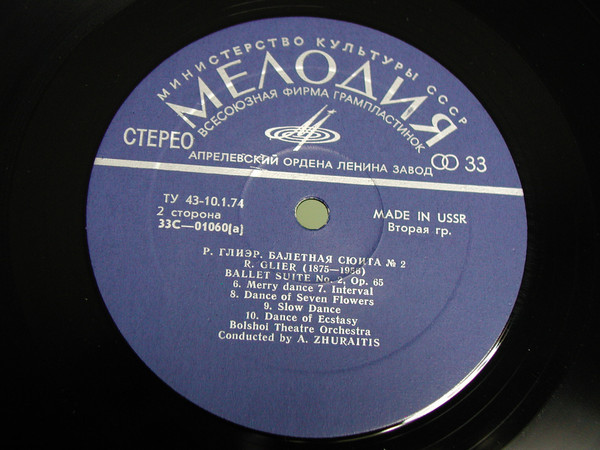 МИНИСТЕРСТВО КУЛЬТУРЫ СССР
МЕЛОДИЯ
ВСЕСОЮЗНАЯ ФИРМА ГРАМПЛАСТИНОК
СТЕРЕО
33
АПРЕЛЕВСКИЙ ОРДЕНА ЛЕНИНА ЗАВОД
ТУ 43-10.1.74
2 сторона
33С—01060(a)
MADE IN USSR
Вторая гр.
Р. ГЛИЭР. БАЛЕТНАЯ СЮИТА № 2
R. GLIER (1875—1956)
BALLET SUITE No. 2, Op. 65
6. Merry dance 7. Interval
8. Dance of Seven Flowers
9. Slow Dance
10. Dance of Ecstasy
Bolshoi Theatre Orchestra
Conducted by A. ZHURAITIS